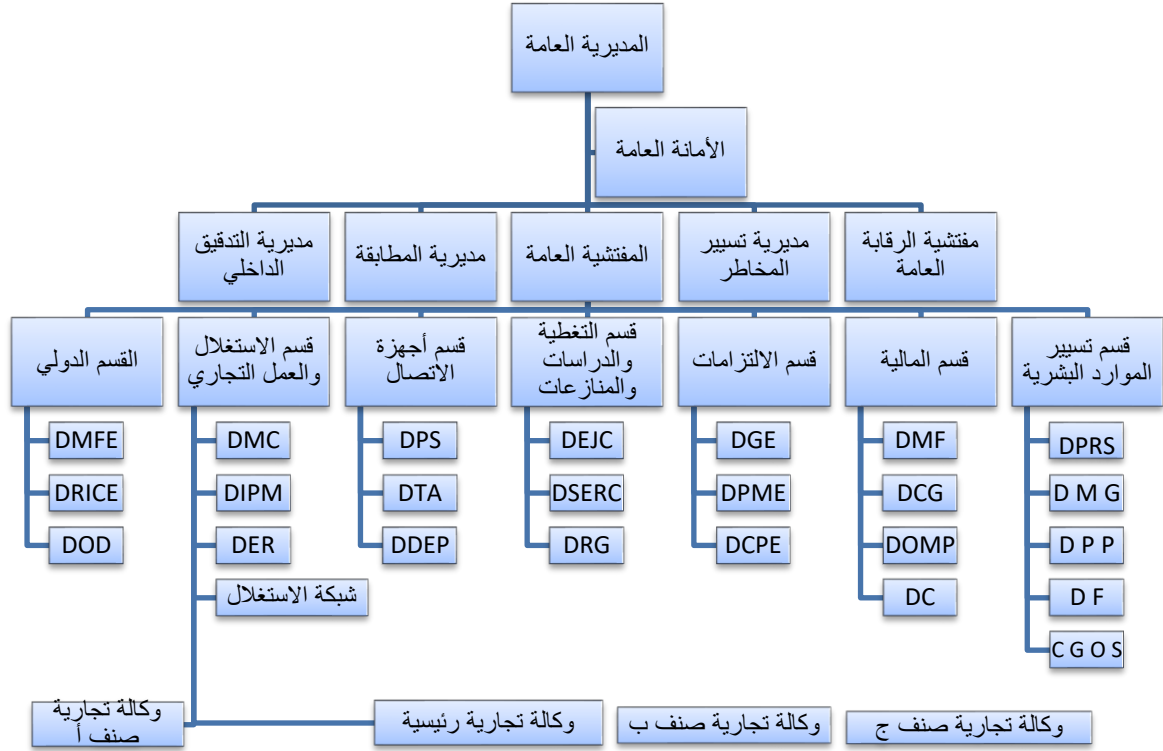 المديرية العامة
الأمانة العامة
مفتشية الرقابة
العامة
مديرية تسيير
المخاطر
المفتشية العامة
مديرية المطابقة
مديرية التدقيق
الداخلي
قسم تسيير
الموارد البشرية
قسم المالية
قسم الالتزامات
قسم التغطية
والدراسات
والمنازعات
قسم أجهزة
الاتصال
قسم الاستغلال
والعمل التجاري
القسم الدولي
DPRS
D M G
D P P
D F
C G O S
DMF
DCG
DOMP
DC
DGE
DPME
DCPE
DEJC
DSERC
DRG
DPS
DTA
DDEP
DMC
DIPM
DER
شبكة الاستغلال
DMFE
DRICE
DOD
وكالة تجارية صنف ج
وكالة تجارية صنف ب
وكالة تجارية رئيسية
وكالة تجارية
صنف أ